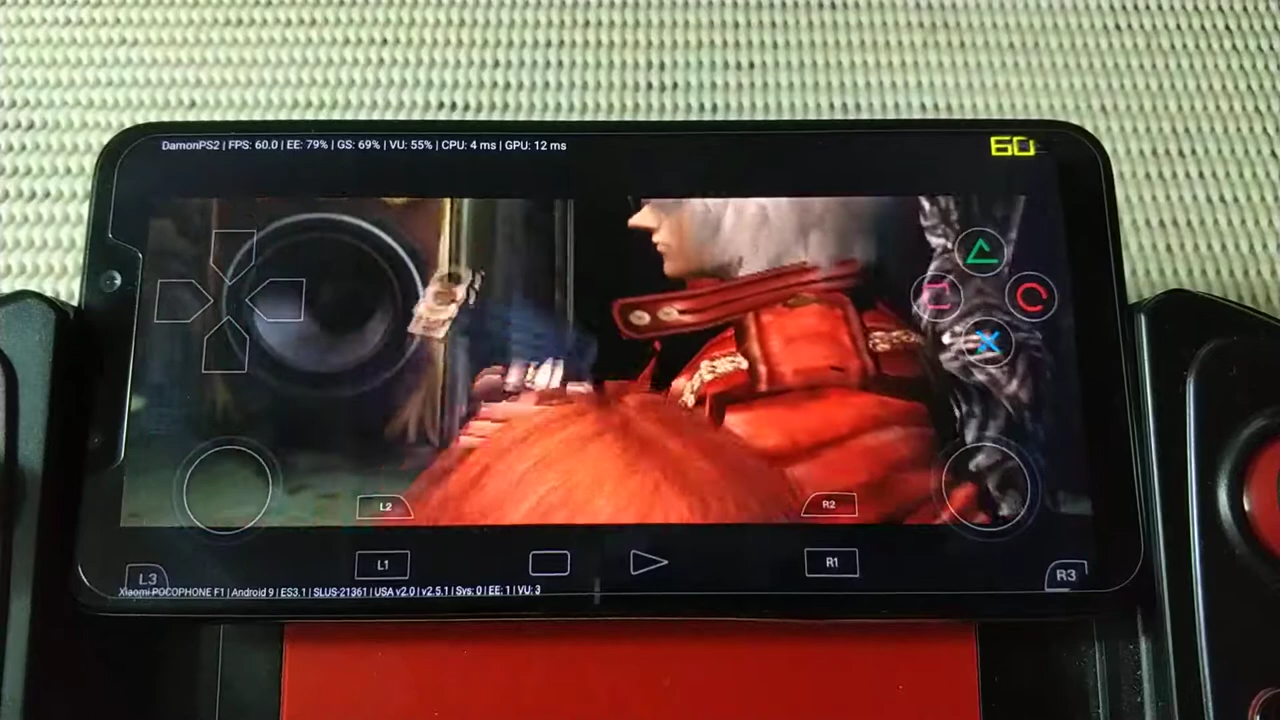 DamonPS2 | FPS: 60.0 | EE: 79% | GS: 69% | VU: 55% | CPU: 4 ms | GPU: 12 ms
60
L2
R2
L1
R1
L3
R3
Xiaomi POCOPHONE F1 | Android 9 | ES3.1 | SLUS-21361 | USA v2.0 | v2.5.1 | Sys: 0 | EE: 1 | VU: 3